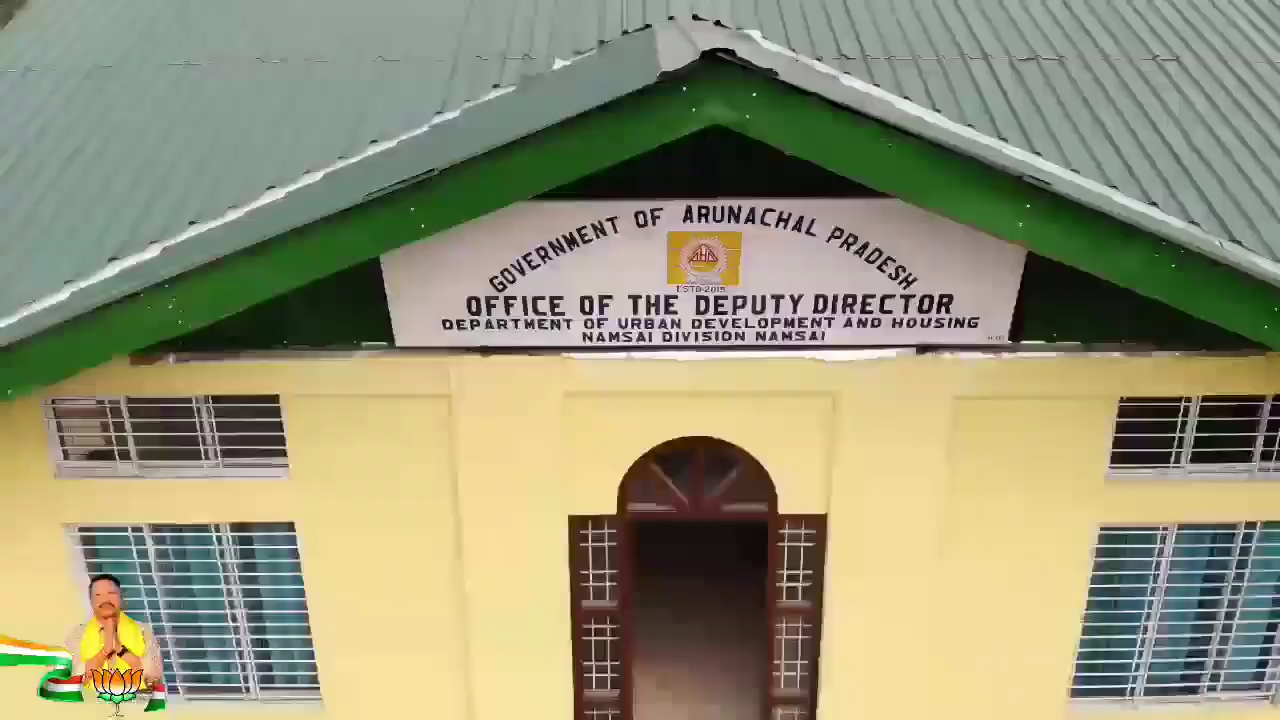 GOVERNMENT OF ARUNACHAL PRADESH
ESTD-2015
OFFICE OF THE DEPUTY DIRECTOR
DEPARTMENT OF URBAN DEVELOPMENT AND HOUSING
NAMSAI DIVISION NAMSAI